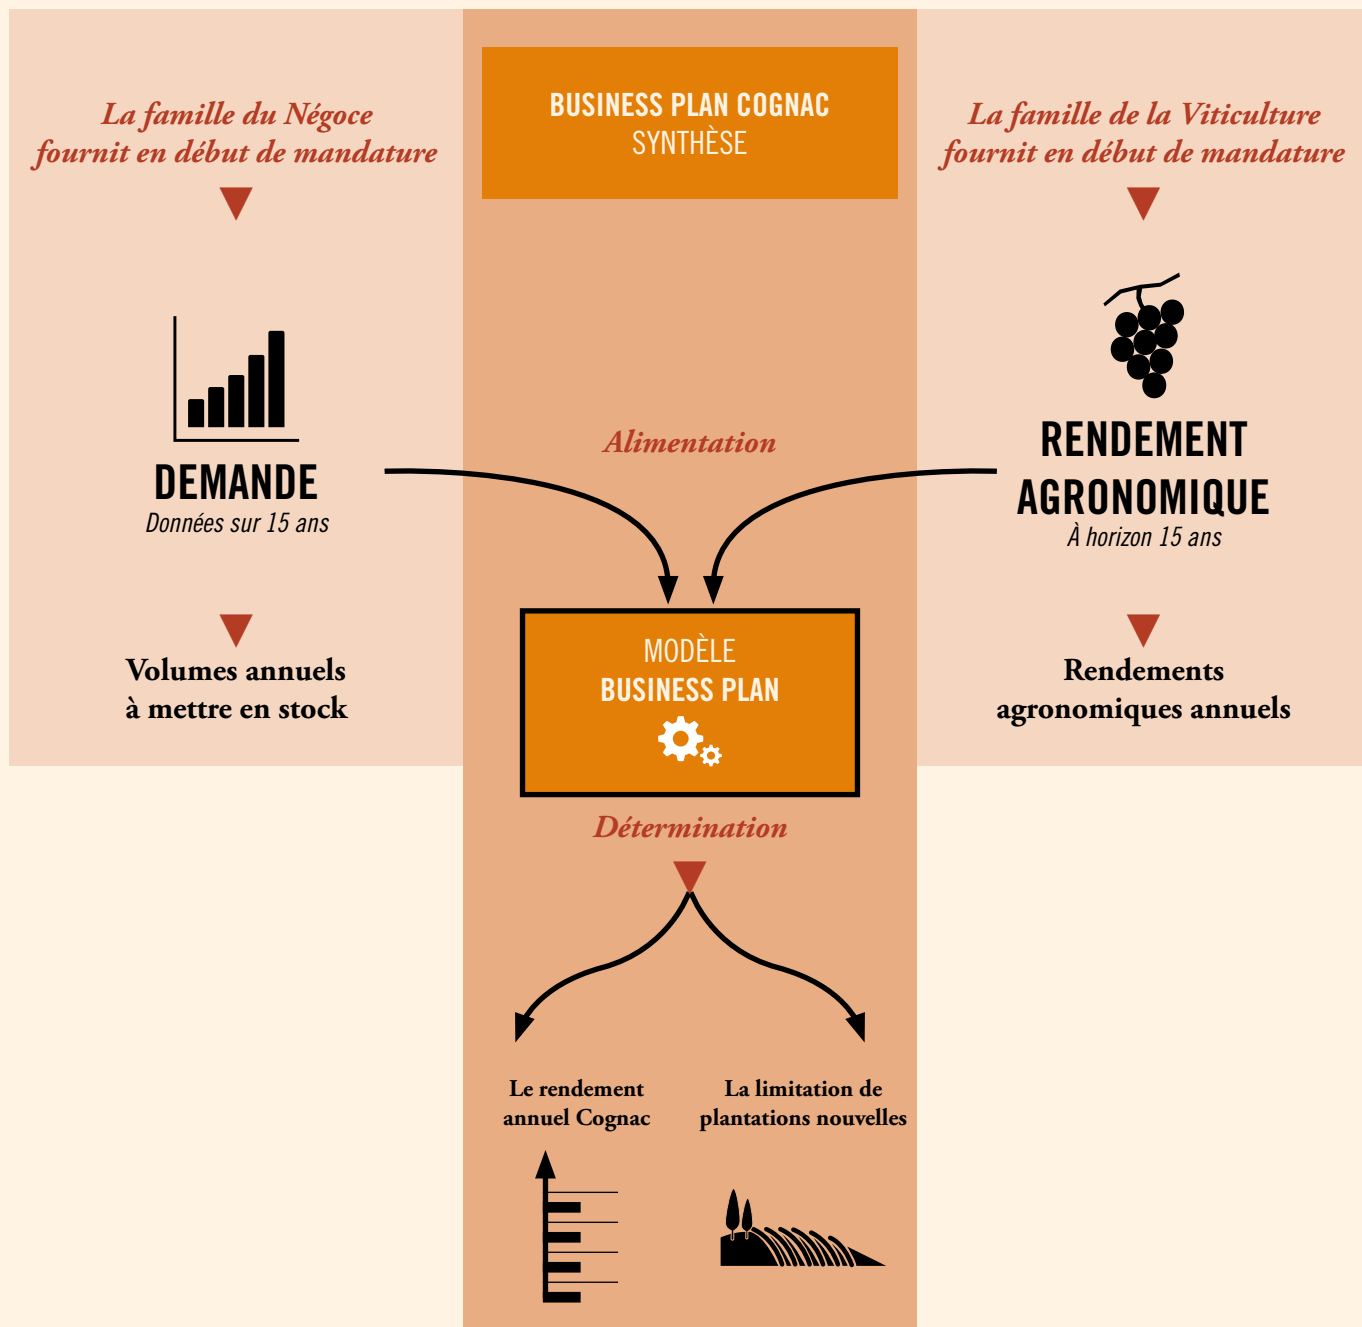 La famille du Négoce
fournit en début de mandature
DEMANDE
Données sur 15 ans
Volumes annuels
à mettre en stock
BUSINESS PLAN COGNAC
SYNTHÈSE
La famille de la Viticulture
fournit en début de mandature
RENDEMENT
AGRONOMIQUE
À horizon 15 ans
Rendements
agronomiques annuels
Alimentation
MODÈLE
BUSINESS PLAN
Détermination
Le rendement
annuel Cognac
La limitation de
plantations nouvelles